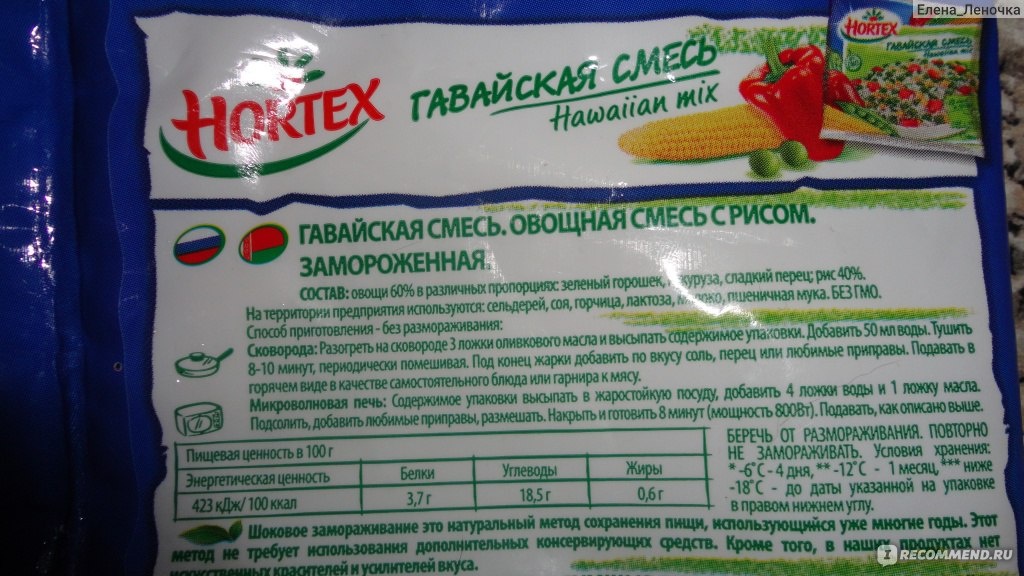 Елена_Леночка
HORTEX
ГАВАЙСКАЯ СМЕСЬ
Hawaiian mix
HORTEX
ГАВАЙСКАЯ СМЕСЬ
Hawaiian mix
ГАВАЙСКАЯ СМЕСЬ. ОВОЩНАЯ СМЕСЬ С РИСОМ.
ЗАМОРОЖЕННАЯ.
СОСТАВ: овощи 60% в различных пропорциях: зеленый горошек, кукуруза, сладкий перец; рис 40%.
На территории предприятия используются: сельдерей, соя, горчица, лактоза, молоко, пшеничная мука. БЕЗ ГМО.
Способ приготовления - без размораживания:
Сковорода: Разогреть на сковороде 3 ложки оливкового масла и высыпать содержимое упаковки. Добавить 50 мл воды. Тушить
8-10 минут, периодически помешивая. Под конец жарки добавить по вкусу соль, перец или любимые приправы. Подавать в
горячем виде в качестве самостоятельного блюда или гарнира к мясу.
Микроволновая печь: Содержимое упаковки высыпать в жаростойкую посуду, добавить 4 ложки воды и 1 ложку масла.
Подсолить, добавить любимые приправы, размешать. Накрыть и готовить 8 минут (мощность 800Вт). Подавать, как описано выше.
Пищевая ценность в 100 г
Энергетическая ценность Белки Углеводы Жиры
423 кДж/ 100 ккал 3,7 г 18,5 г 0,6 г
БЕРЕЧЬ ОТ РАЗМОРАЖИВАНИЯ. ПОВТОРНО
НЕ ЗАМОРАЖИВАТЬ. Условия хранения:
* -6°С - 4 дня, ** -12°С - 1 месяц, *** ниже
-18°С - до даты указанной на упаковке
в правом нижнем углу.
Шоковое замораживание это натуральный метод сохранения пищи, использующийся уже многие годы. Этот
метод не требует использования дополнительных консервирующих средств. Кроме того, в наших продуктах нет
искусственных красителей и усилителей вкуса.
RECOMMEND.RU